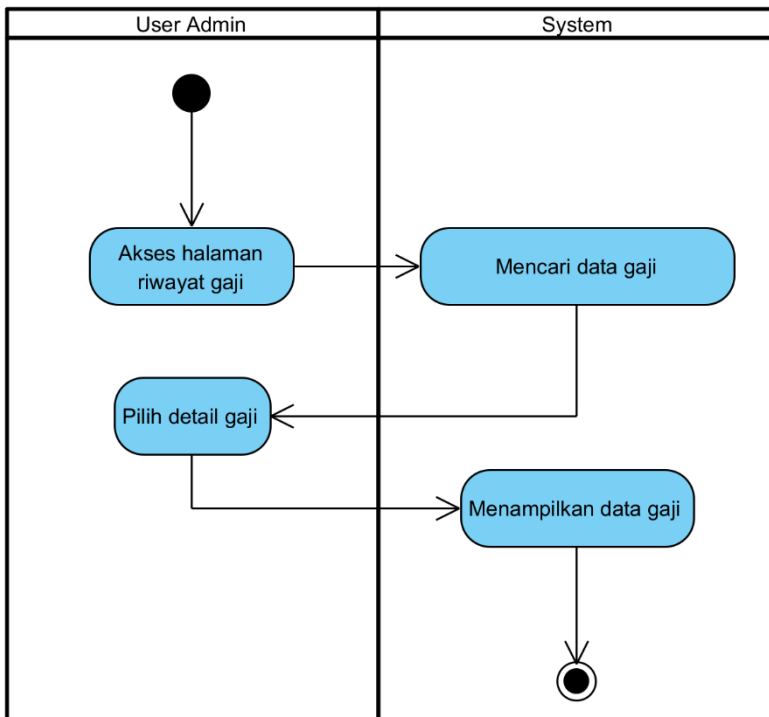 User Admin
System
Akses halaman
riwayat gaji
Mencari data gaji
Pilih detail gaji
Menampilkan data gaji